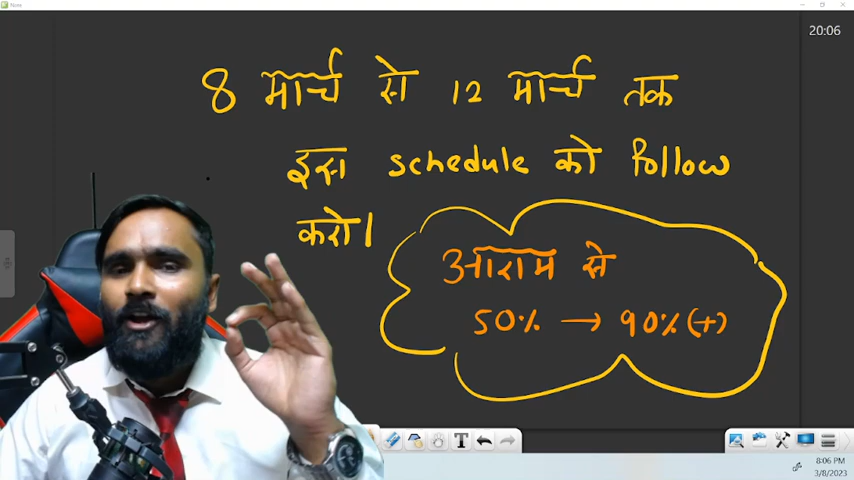 20:06
8 मार्च से 12 मार्च तक
इस schedule को follow
करो।
आराम से
50% → 90% (+)
T
8:06 PM
3/8/2023